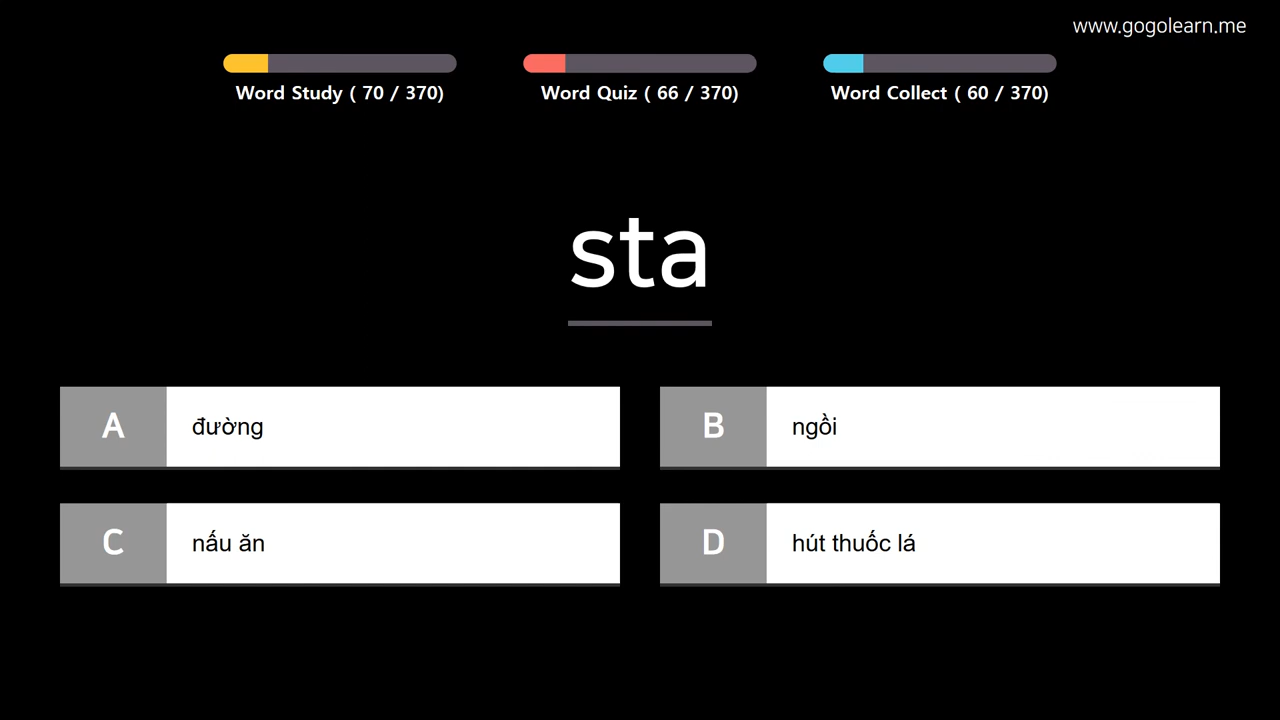 www.gogolearn.me
Word Study ( 70 / 370)
Word Quiz ( 66 / 370)
Word Collect ( 60 / 370)
sta
A đường
B ngồi
C nấu ăn
D hút thuốc lá